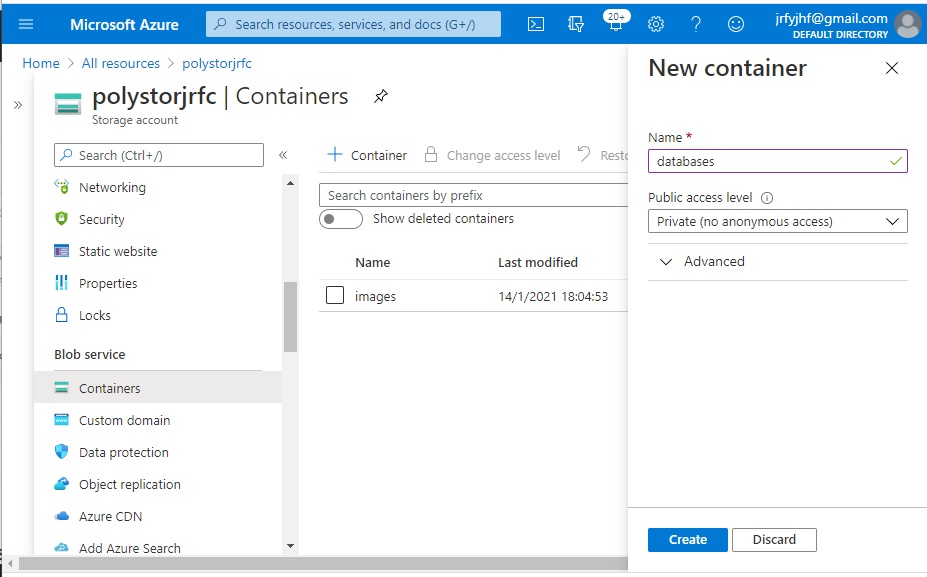 Microsoft Azure
Search resources, services, and docs (G+/)
20+
jrfyjhf@gmail.com
DEFAULT DIRECTORY
Home > All resources > polystorjrfc
»
polystorjrfc | Containers
Storage account
Search (Ctrl+/)
«
Networking
Security
Static website
Properties
Locks
Blob service
Containers
Custom domain
Data protection
Object replication
Azure CDN
Add Azure Search
+ Container
Change access level
Resto
Search containers by prefix
Show deleted containers
Name Last modified
images 14/1/2021 18:04:53
New container
Name *
databases
Public access level
Private (no anonymous access)
Advanced
Create Discard